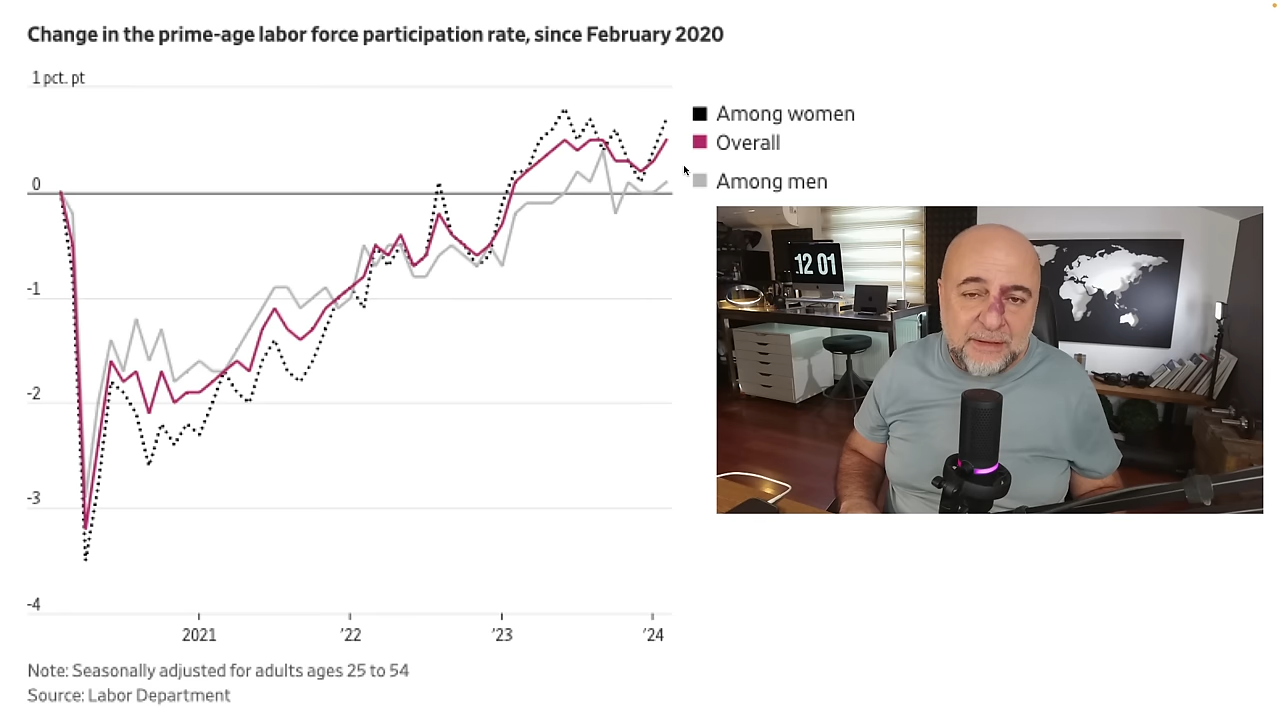 Change in the prime-age labor force participation rate, since February 2020
1 pct. pt
Among women
Overall
Among men
0
-1
-2
-3
-4
2021
’22
’23
’24
Note: Seasonally adjusted for adults ages 25 to 54
Source: Labor Department
12 01